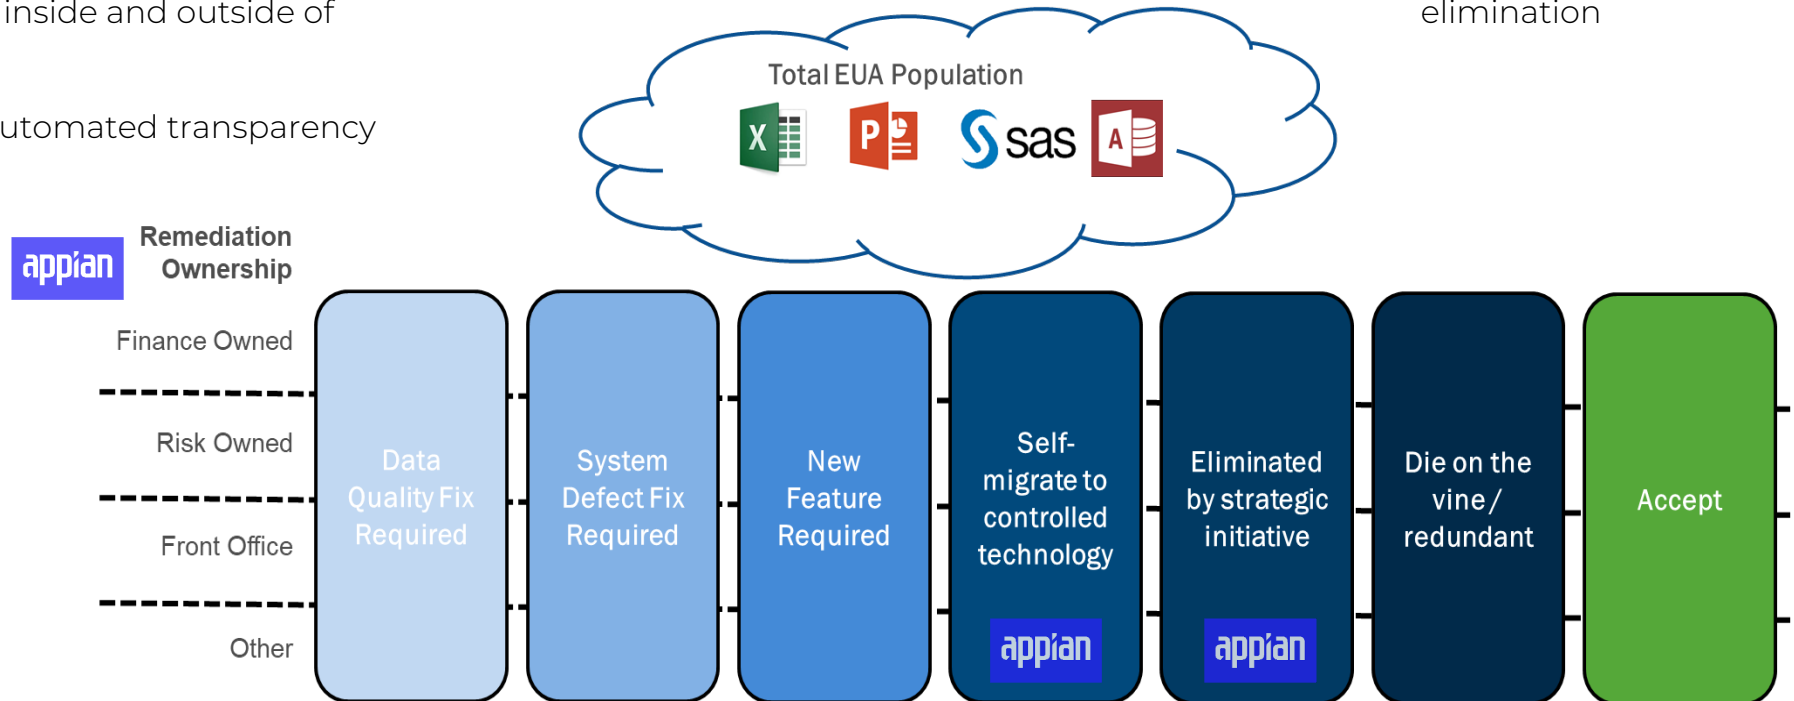 inside and outside of
elimination
utomated transparency
Total EUA Population
X
P
sas
A
appian
Remediation
Ownership
Finance Owned
Risk Owned
Front Office
Other
Data
Quality Fix
Required
System
Defect Fix
Required
New
Feature
Required
Self-
migrate to
controlled
technology
appian
Eliminated
by strategic
initiative
appian
Die on the
vine /
redundant
Accept